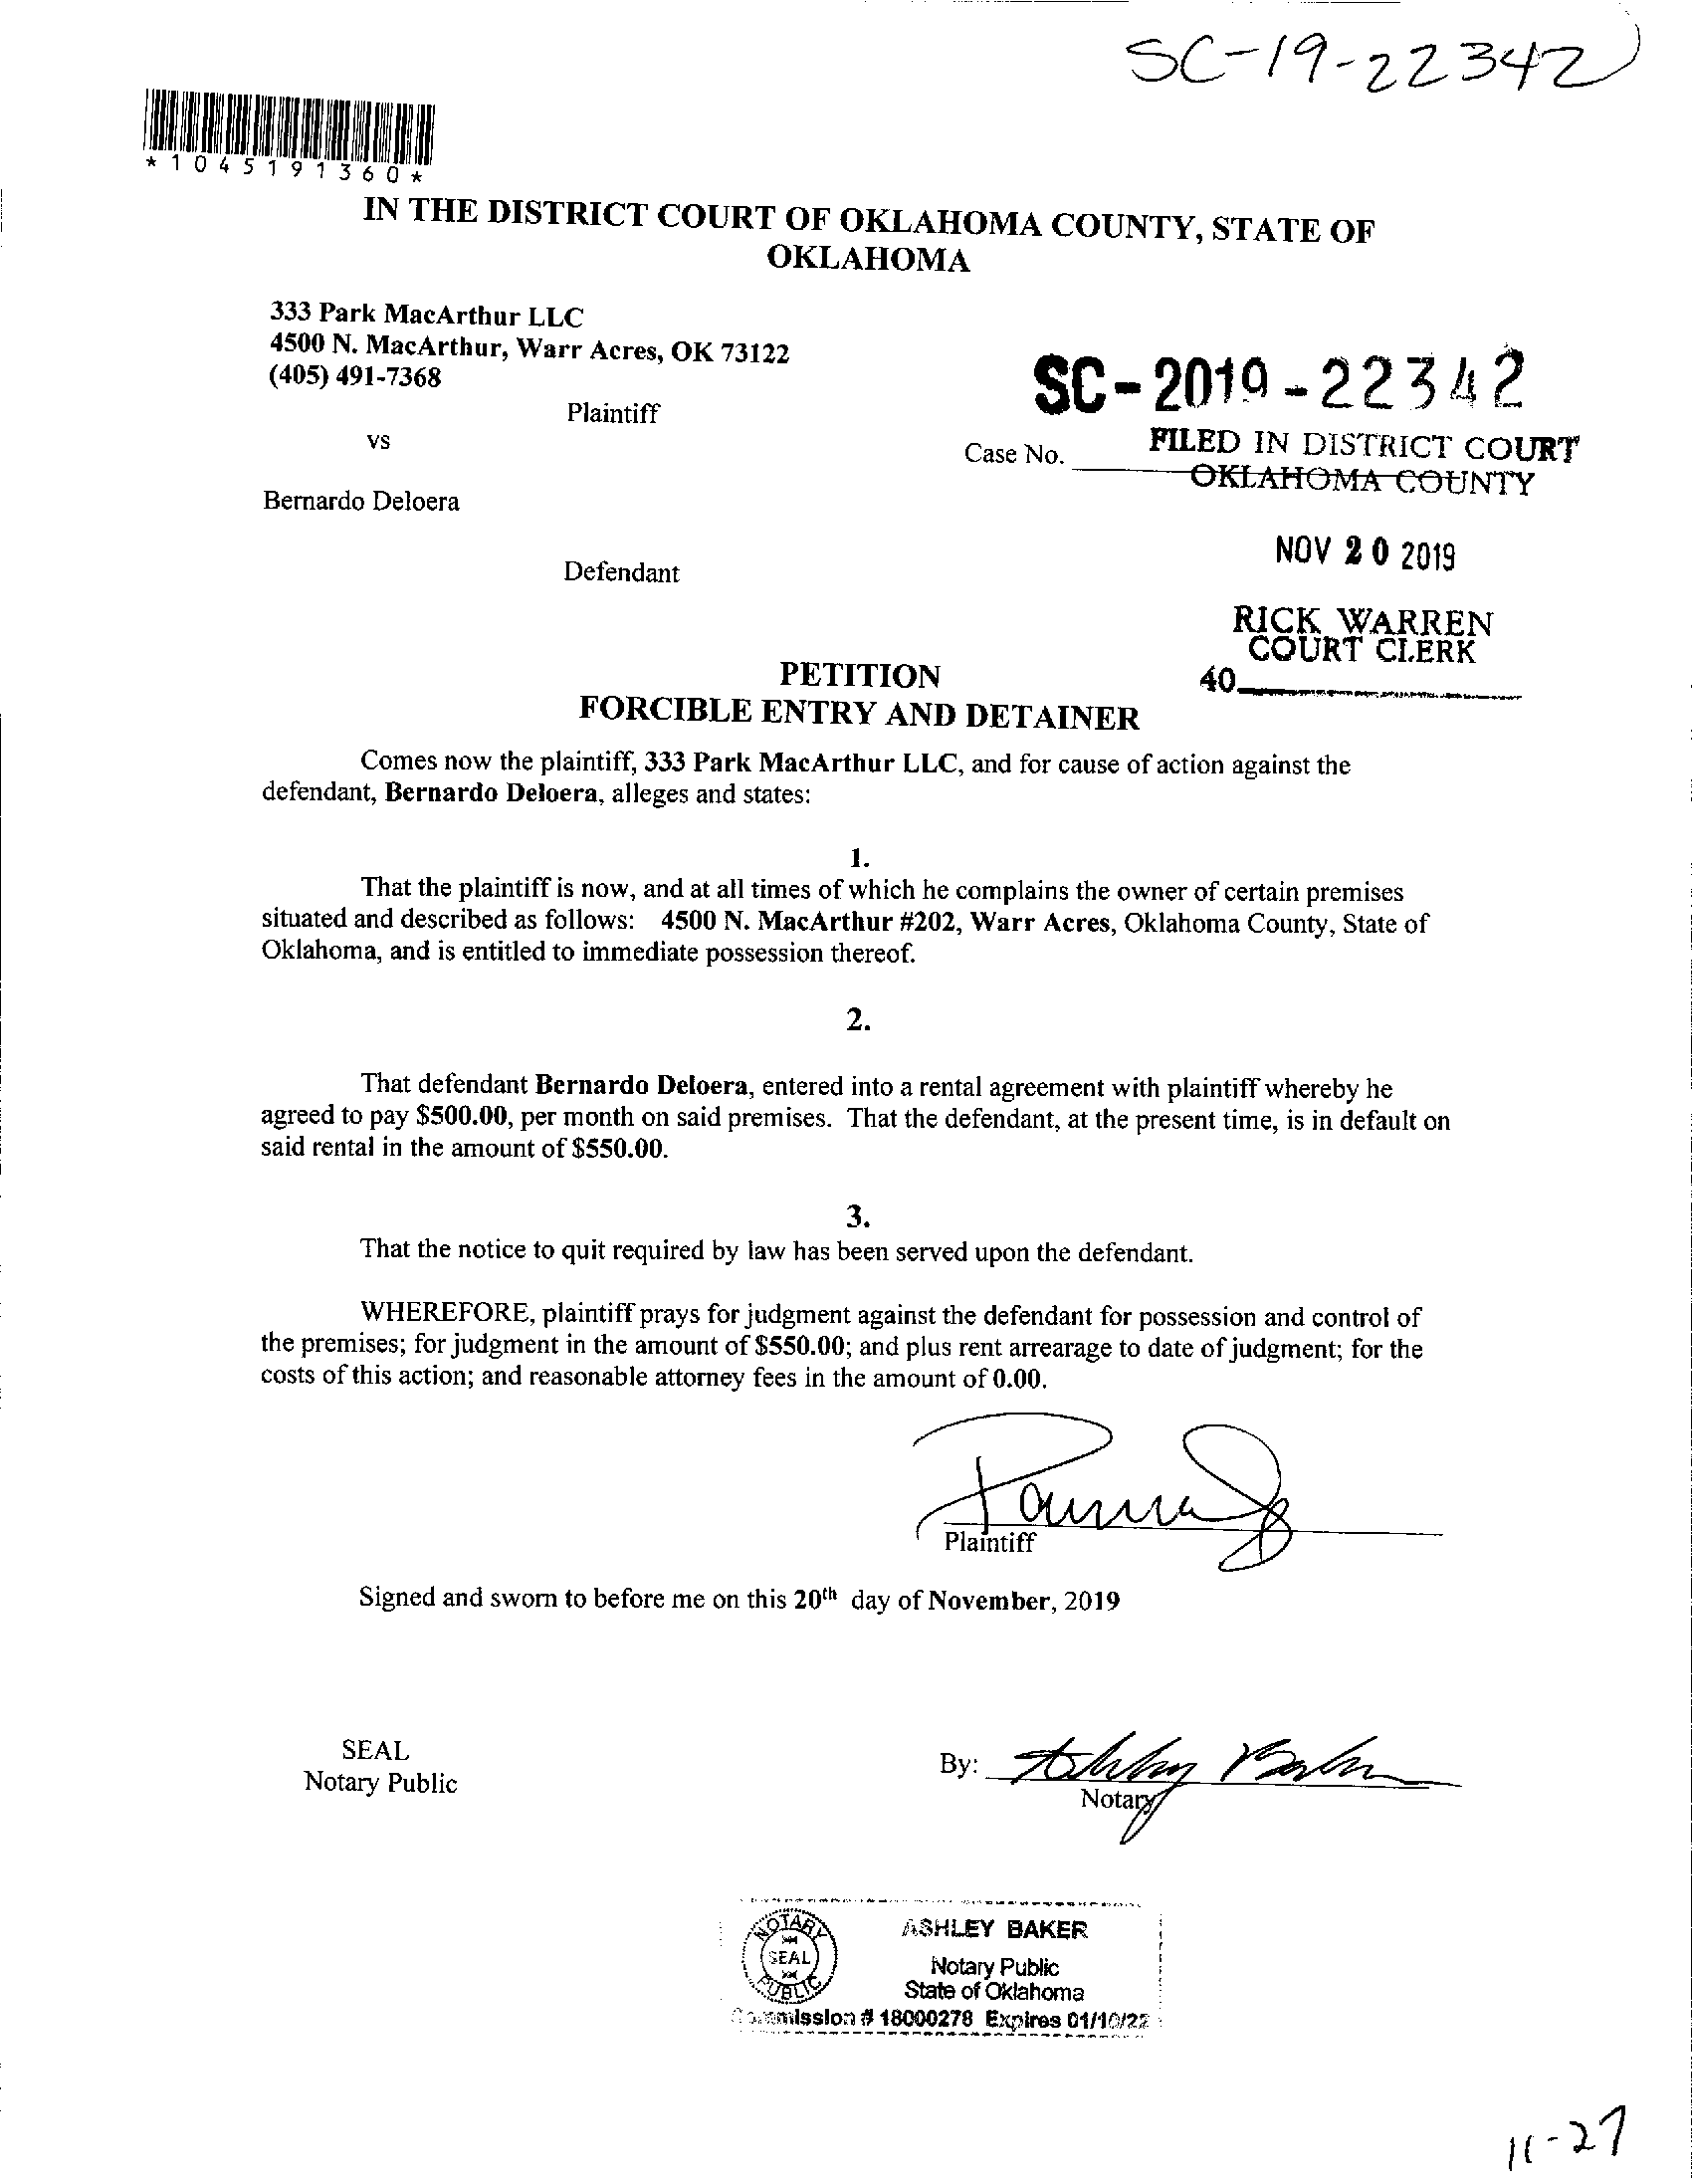 SC-19-22342
*1045191360*
IN THE DISTRICT COURT OF OKLAHOMA COUNTY, STATE OF
OKLAHOMA
333 Park MacArthur LLC
4500 N. MacArthur, Warr Acres, OK 73122
(405) 491-7368
Plaintiff
vs
Bernardo Deloera
Defendant
SC-2019-22342
Case No.
FILED IN DISTRICT COURT
OKLAHOMA COUNTY
NOV 20 2019
RICK WARREN
COURT CLERK
40
PETITION
FORCIBLE ENTRY AND DETAINER
Comes now the plaintiff, 333 Park MacArthur LLC, and for cause of action against the
defendant, Bernardo Deloera, alleges and states:
1.
That the plaintiff is now, and at all times of which he complains the owner of certain premises
situated and described as follows: 4500 N. MacArthur #202, Warr Acres, Oklahoma County, State of
Oklahoma, and is entitled to immediate possession thereof.
2.
That defendant Bernardo Deloera, entered into a rental agreement with plaintiff whereby he
agreed to pay $500.00, per month on said premises. That the defendant, at the present time, is in default on
said rental in the amount of $550.00.
3.
That the notice to quit required by law has been served upon the defendant.
WHEREFORE, plaintiff prays for judgment against the defendant for possession and control of
the premises; for judgment in the amount of $550.00; and plus rent arrearage to date of judgment; for the
costs of this action; and reasonable attorney fees in the amount of 0.00.
Plaintiff
Signed and sworn to before me on this 20th day of November, 2019
SEAL
Notary Public
By: Ashley Baker
Notary
NOTARY
SEAL
PUBLIC
ASHLEY BAKER
Notary Public
State of Oklahoma
Commission # 18000278 Expires 01/10/22
11-27